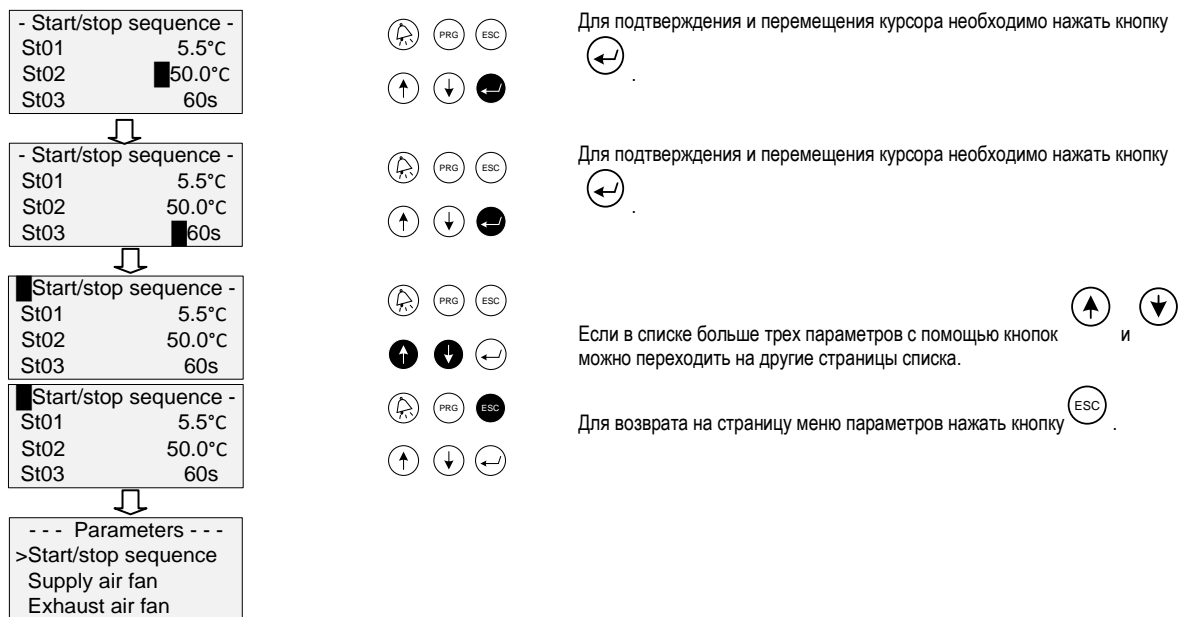 - Start/stop sequence -
St01 5.5°C
St02 50.0°C
St03 60s
PRG ESC
Для подтверждения и перемещения курсора необходимо нажать кнопку
.
- Start/stop sequence -
St01 5.5°C
St02 50.0°C
St03 60s
PRG ESC
Для подтверждения и перемещения курсора необходимо нажать кнопку
.
Start/stop sequence -
St01 5.5°C
St02 50.0°C
St03 60s
PRG ESC
Если в списке больше трех параметров с помощью кнопок и
можно переходить на другие страницы списка.
Start/stop sequence -
St01 5.5°C
St02 50.0°C
St03 60s
PRG ESC
Для возврата на страницу меню параметров нажать кнопку ESC .
- - - Parameters - - -
>Start/stop sequence
Supply air fan
Exhaust air fan